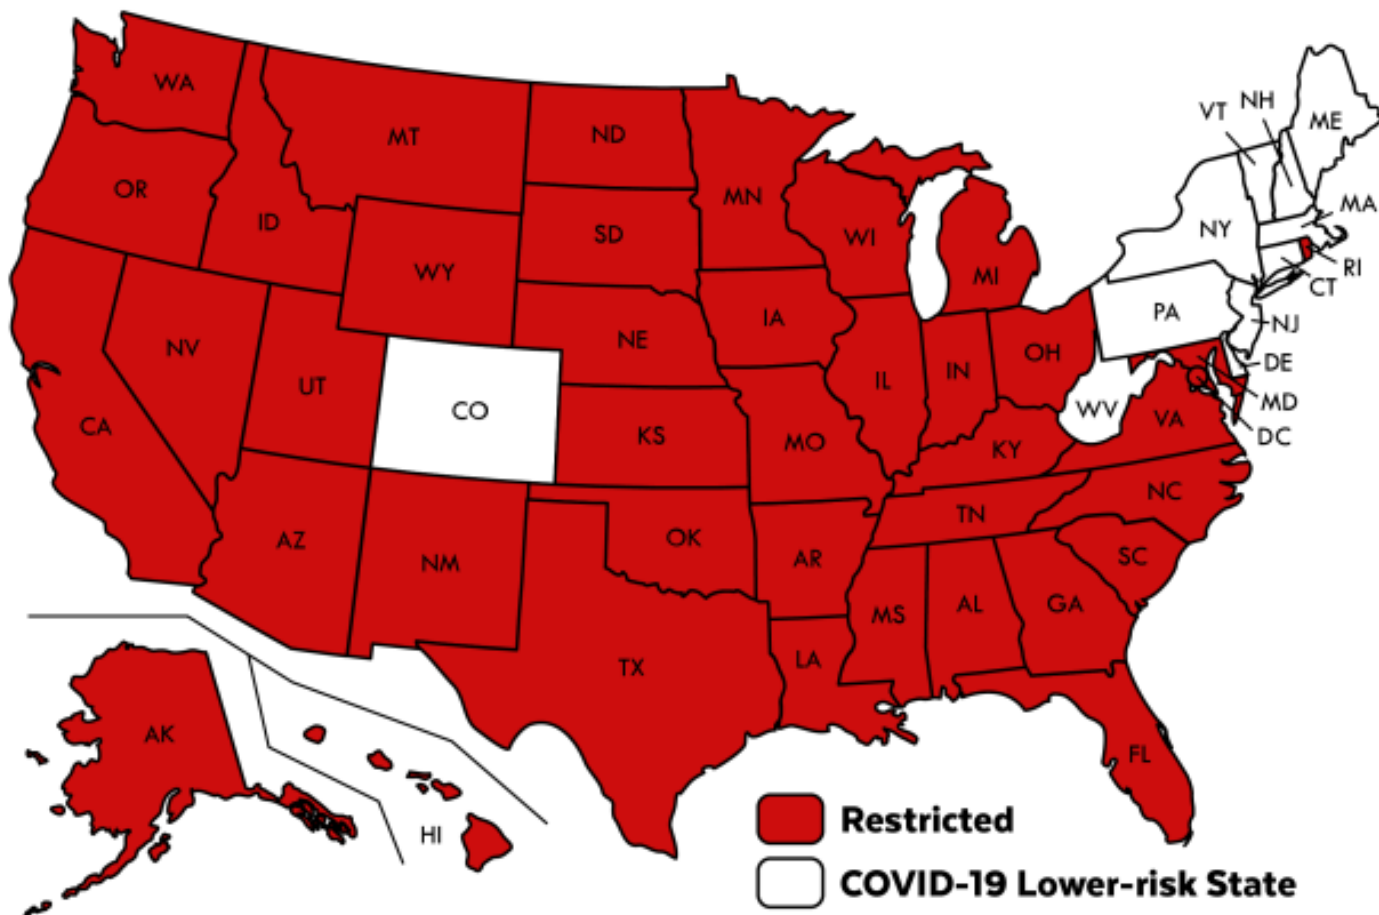 WA
MT
ND
MN
OR
ID
SD
WI
MI
WY
IA
NE
NV
UT
CO
CA
KS
MO
IL
IN
OH
KY
WV
VA
PA
NY
VT
NH
ME
MA
RI
CT
NJ
DE
MD
DC
NC
TN
SC
AZ
NM
OK
AR
MS
AL
GA
TX
LA
FL
AK
HI
Restricted
COVID-19 Lower-risk State